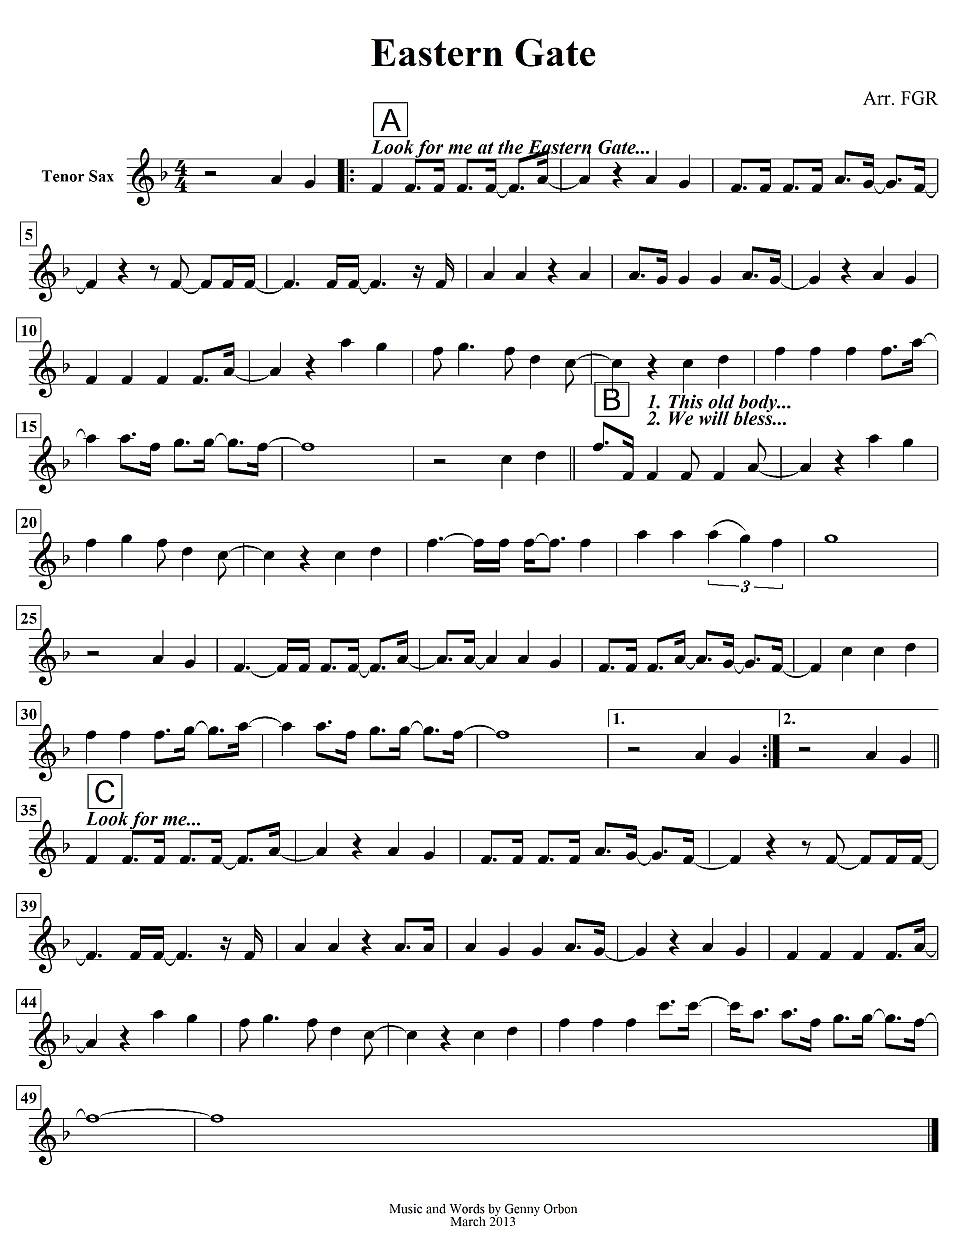 Eastern Gate
Arr. FGR
A
Look for me at the Eastern Gate...
Tenor Sax
4
4
5
10
B
1. This old body...
2. We will bless...
15
20
3
25
30
1.
2.
C
Look for me...
35
39
44
49
Music and Words by Genny Orbon
March 2013